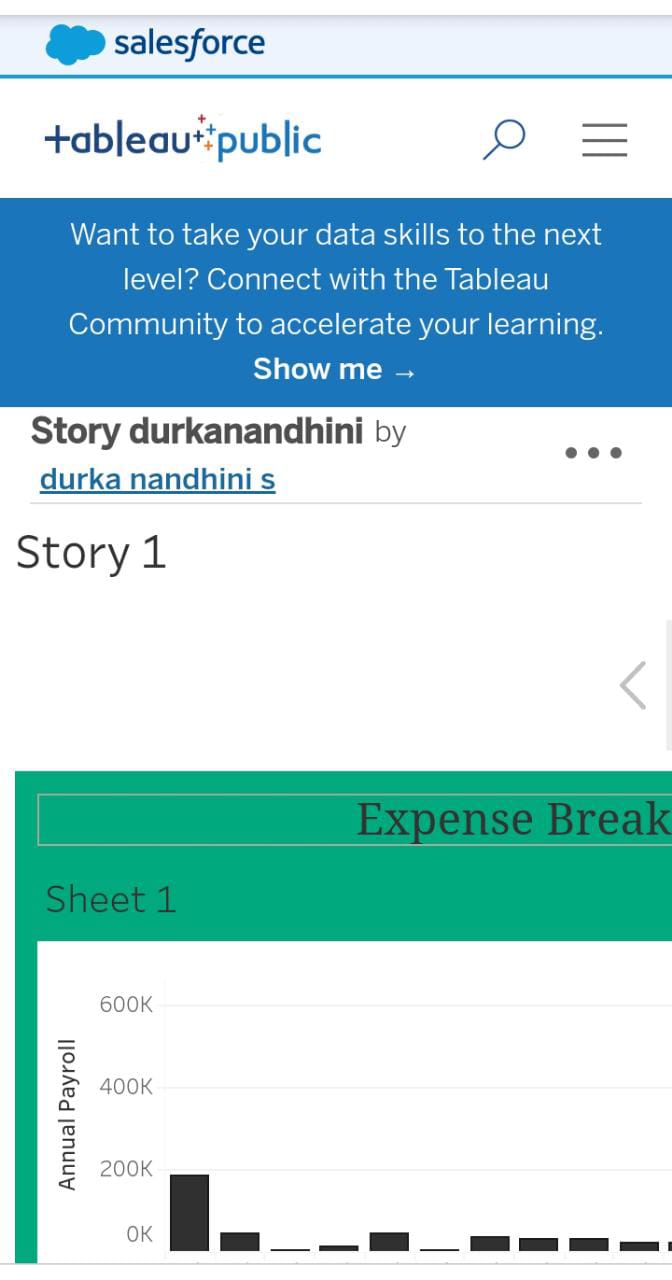 salesforce
+ableau public
Want to take your data skills to the next
level? Connect with the Tableau
Community to accelerate your learning.
Show me →
Story durkanandhini by
durka nandhini s
Story 1
Expense Break
Sheet 1
600K
400K
200K
0K
Annual Payroll